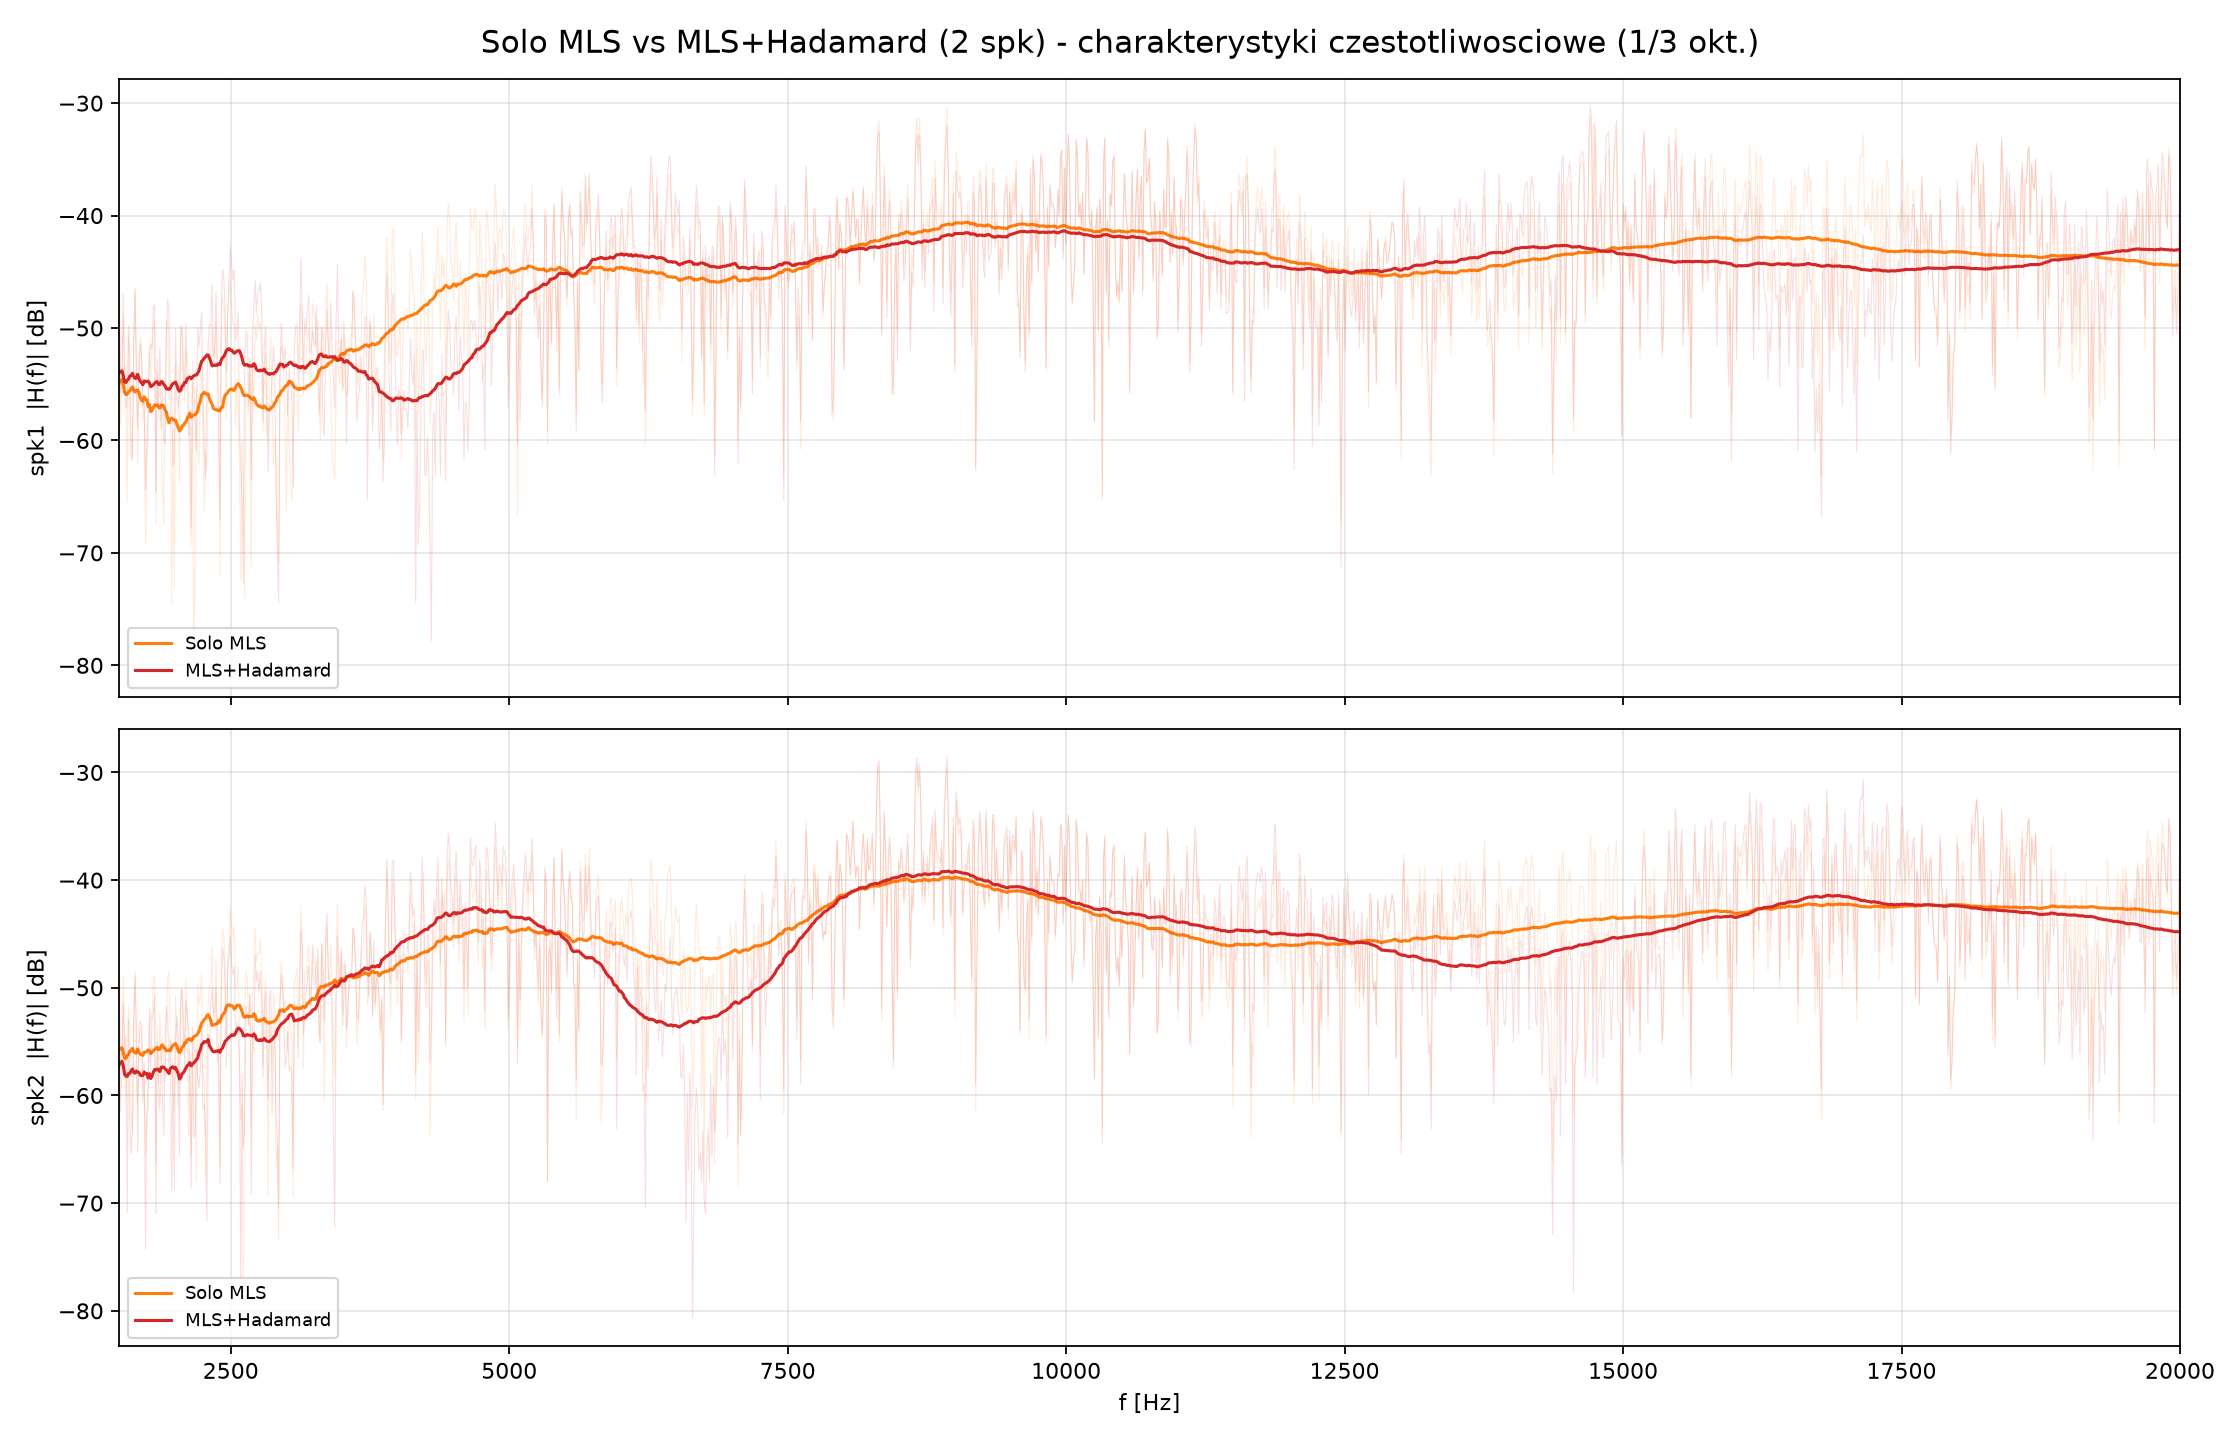 Solo MLS vs MLS+Hadamard (2 spk) - charakterystyki czestotliwosciowe (1/3 okt.)
spk1 |H(f)| [dB]
−30
−40
−50
−60
−70
−80
Solo MLS
MLS+Hadamard
spk2 |H(f)| [dB]
−30
−40
−50
−60
−70
−80
Solo MLS
MLS+Hadamard
2500 5000 7500 10000 12500 15000 17500 20000
f [Hz]